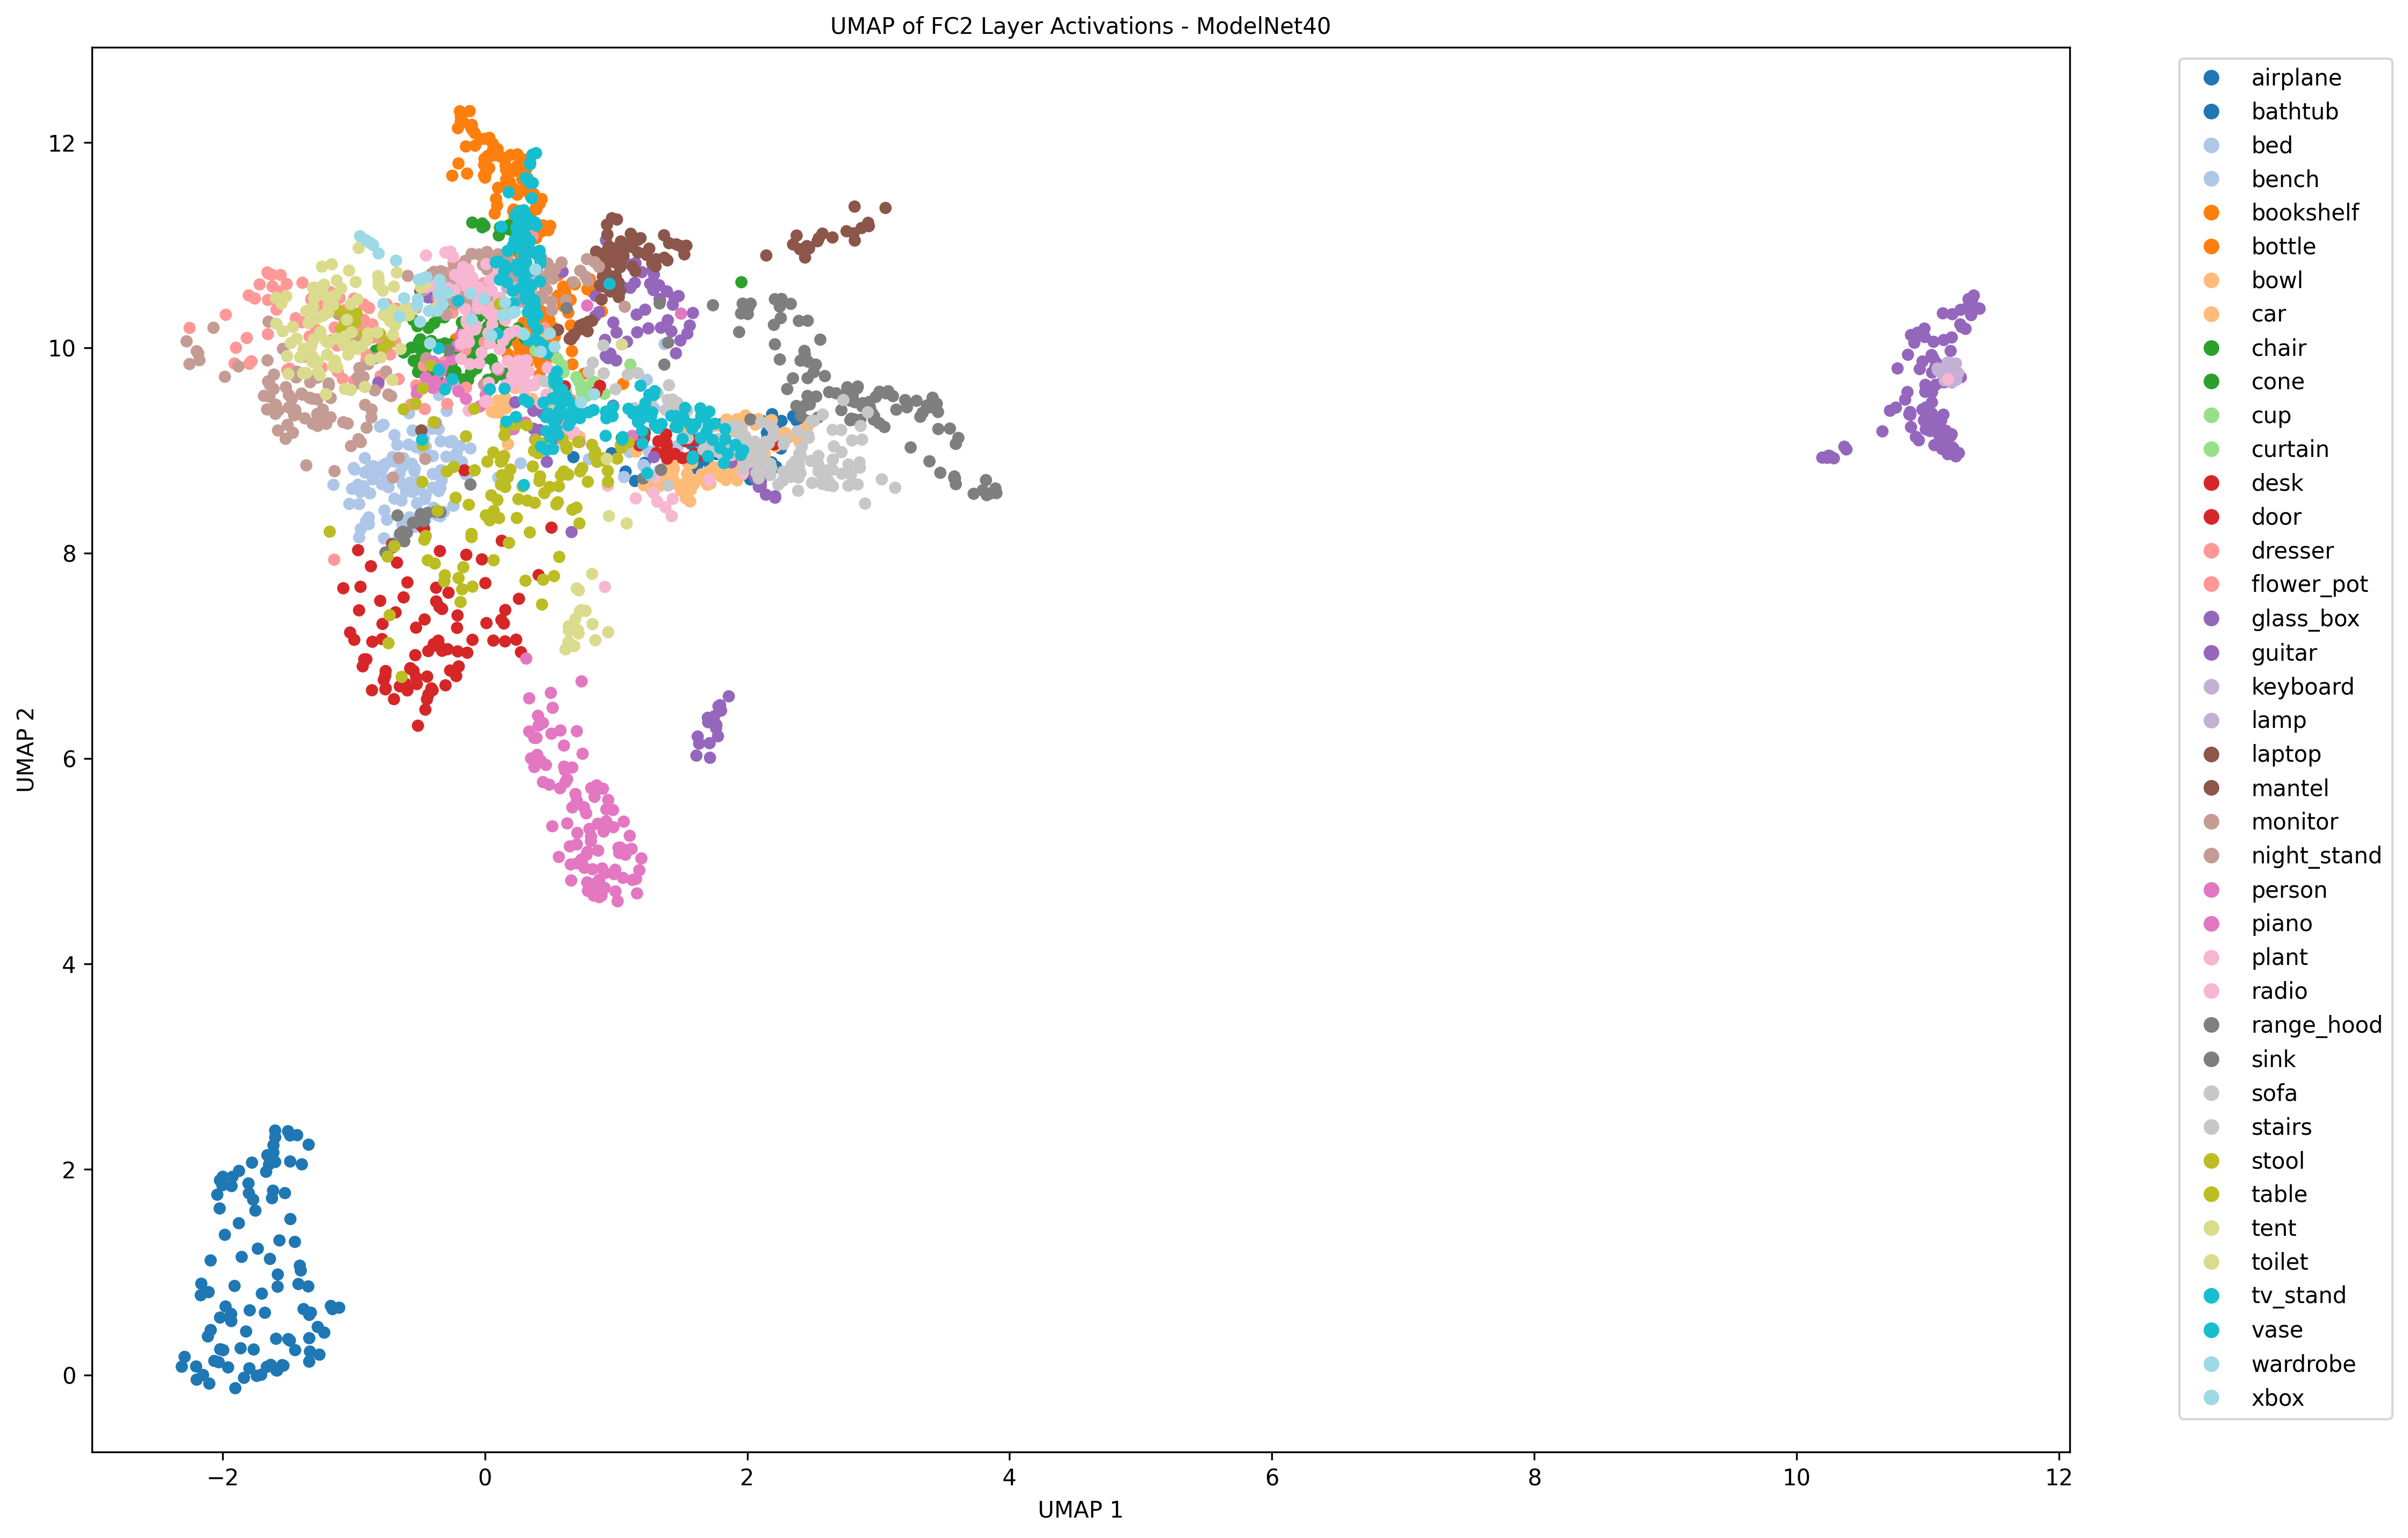 UMAP of FC2 Layer Activations - ModelNet40
UMAP 2
12
10
8
6
4
2
0
−2
0
2
4
6
8
10
12
UMAP 1
airplane
bathtub
bed
bench
bookshelf
bottle
bowl
car
chair
cone
cup
curtain
desk
door
dresser
flower_pot
glass_box
guitar
keyboard
lamp
laptop
mantel
monitor
night_stand
person
piano
plant
radio
range_hood
sink
sofa
stairs
stool
table
tent
toilet
tv_stand
vase
wardrobe
xbox